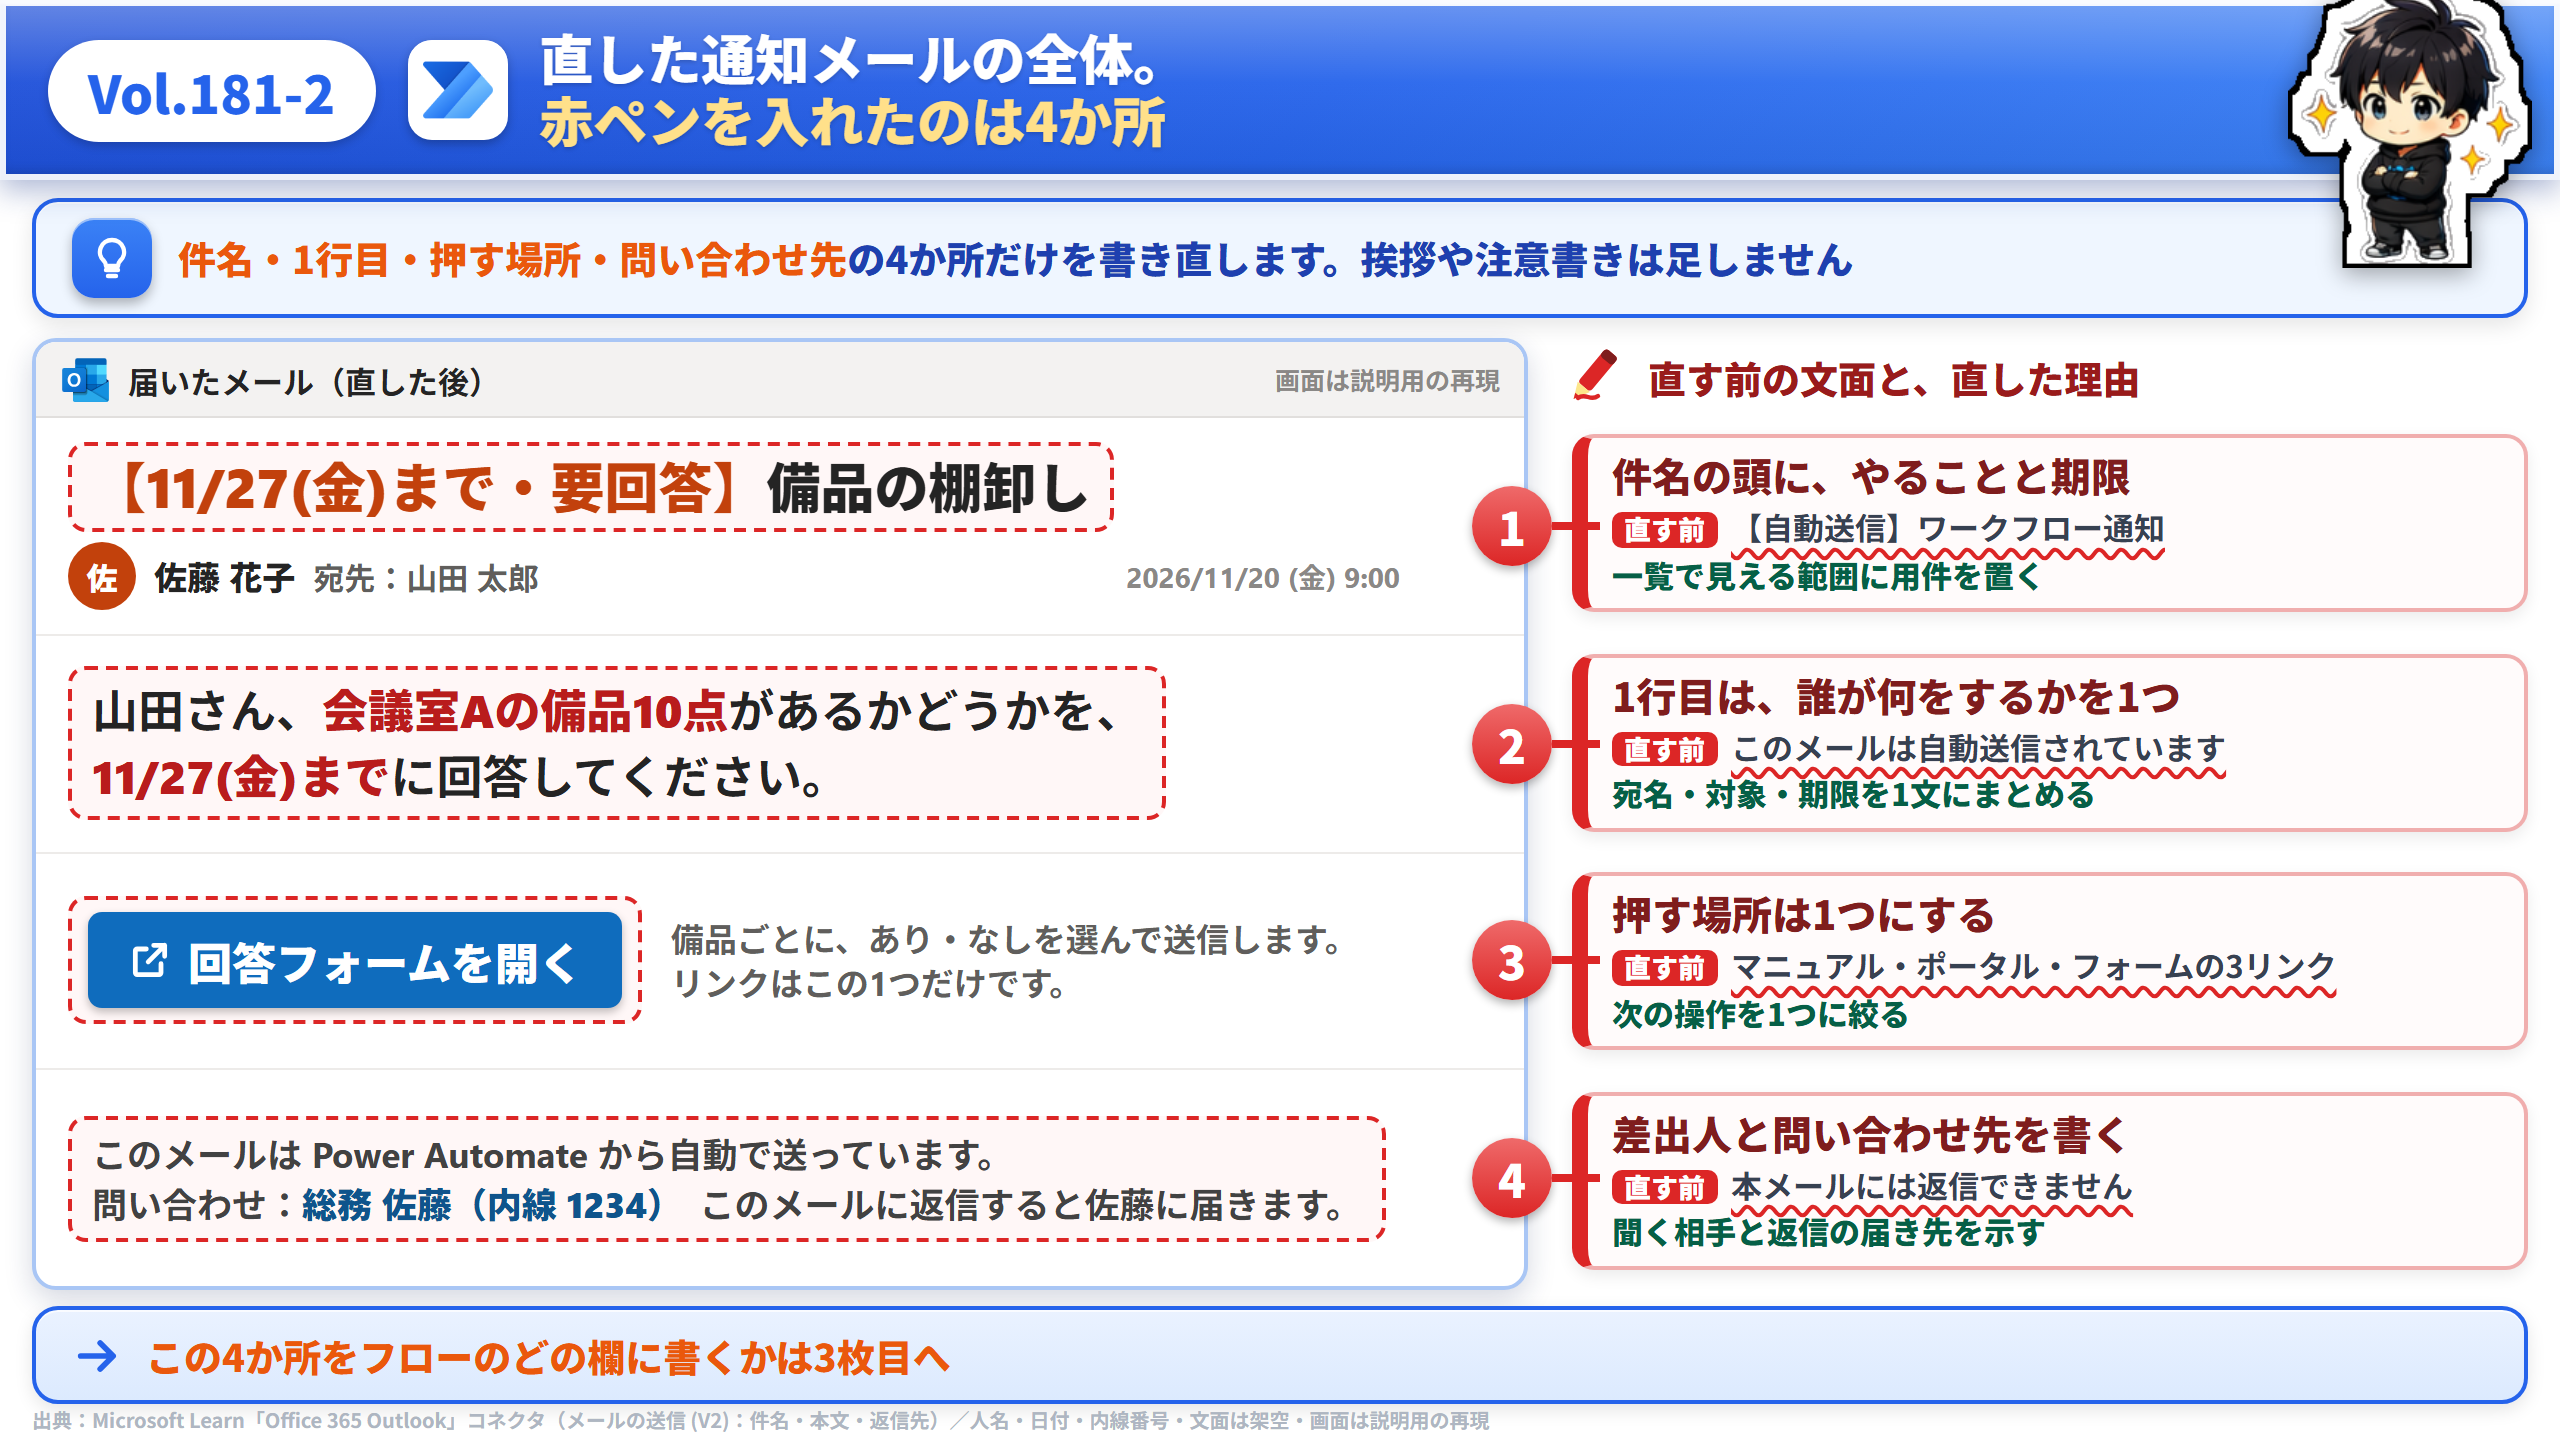 Vol.181-2
直した通知メールの全体。
赤ペンを入れたのは4か所
件名・1行目・押す場所・問い合わせ先の4か所だけを書き直します。挨拶や注意書きは足しません
届いたメール（直した後）
画面は説明用の再現
【11/27(金)まで・要回答】備品の棚卸し
佐 佐藤 花子 宛先：山田 太郎
2026/11/20 (金) 9:00
山田さん、会議室Aの備品10点があるかどうかを、
11/27(金)までに回答してください。
回答フォームを開く
備品ごとに、あり・なしを選んで送信します。
リンクはこの1つだけです。
このメールは Power Automate から自動で送っています。
問い合わせ：総務 佐藤（内線 1234） このメールに返信すると佐藤に届きます。
直す前の文面と、直した理由
1
件名の頭に、やることと期限
直す前 【自動送信】ワークフロー通知
一覧で見える範囲に用件を置く
2
1行目は、誰が何をするかを1つ
直す前 このメールは自動送信されています
宛名・対象・期限を1文にまとめる
3
押す場所は1つにする
直す前 マニュアル・ポータル・フォームの3リンク
次の操作を1つに絞る
4
差出人と問い合わせ先を書く
直す前 本メールには返信できません
聞く相手と返信の届き先を示す
この4か所をフローのどの欄に書くかは3枚目へ
出典：Microsoft Learn「Office 365 Outlook」コネクタ（メールの送信 (V2)：件名・本文・返信先）／人名・日付・内線番号・文面は架空・画面は説明用の再現